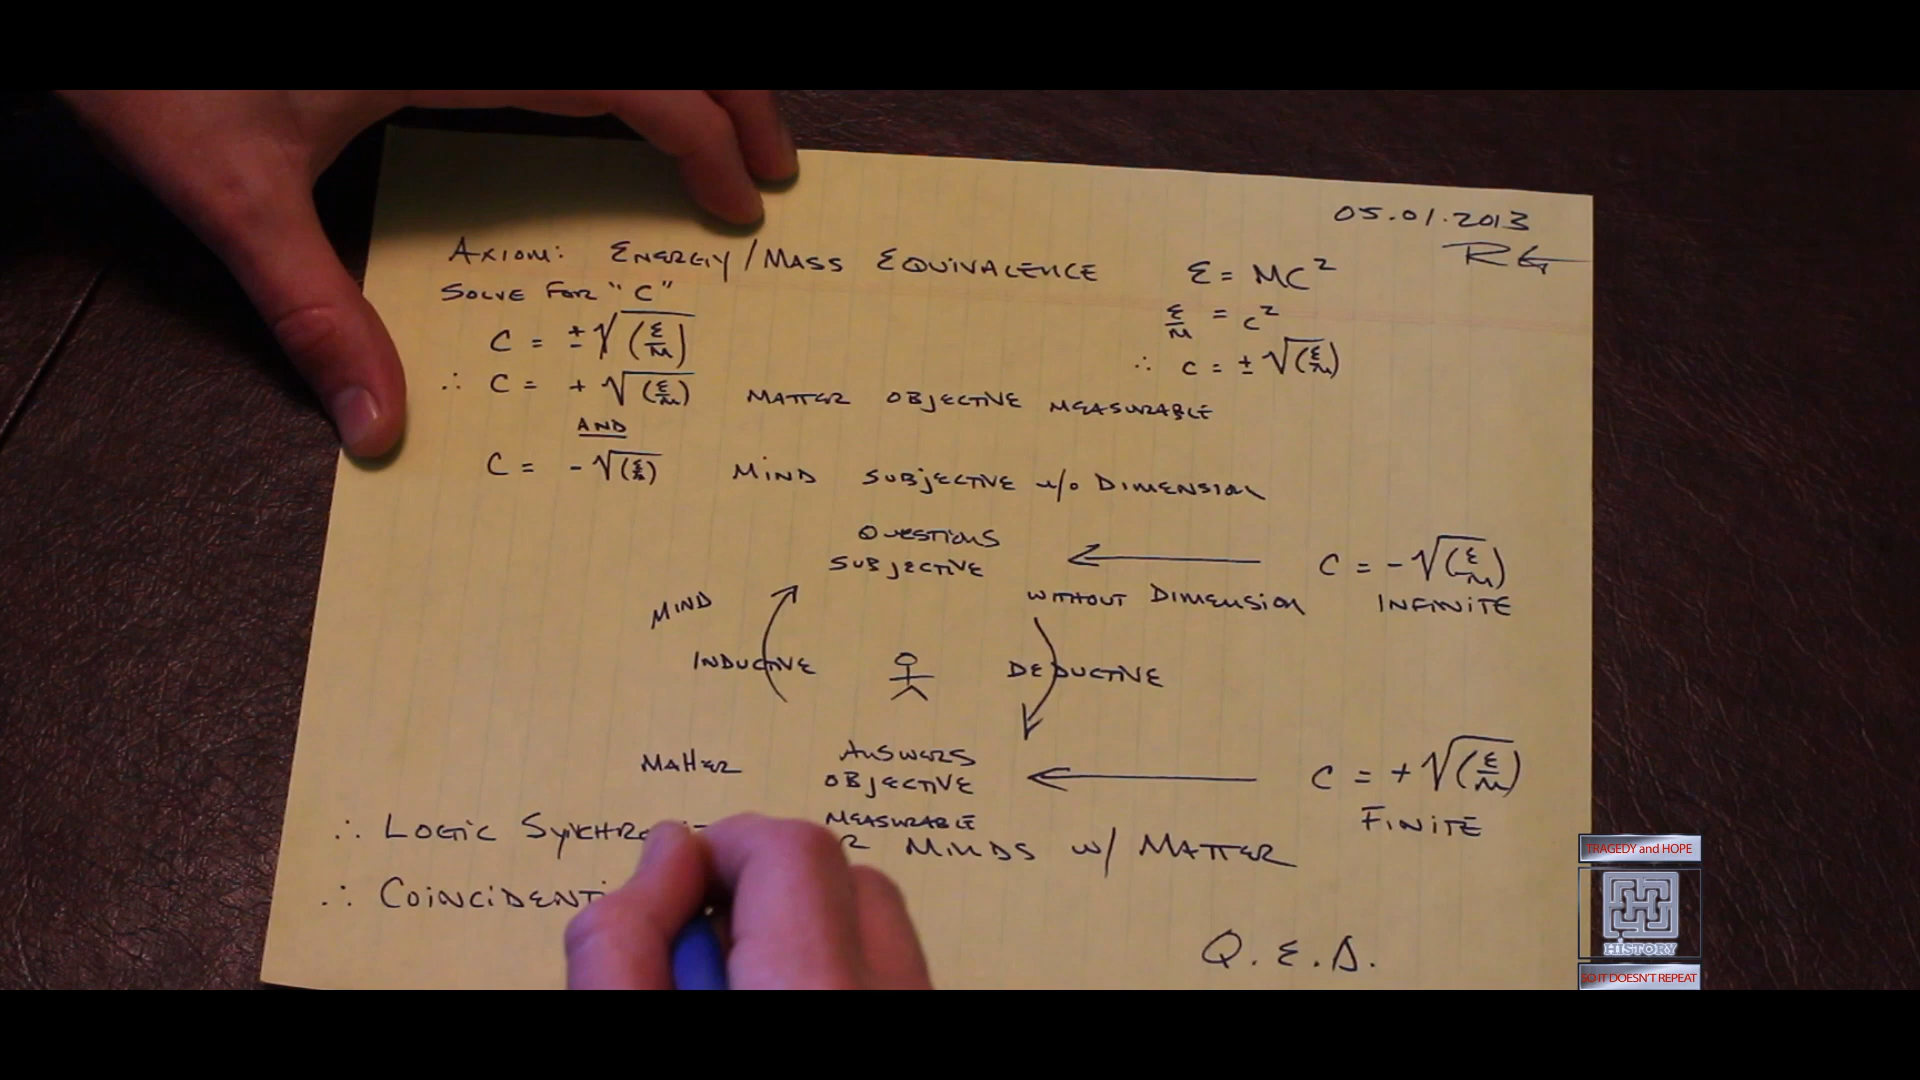 05.01.2013
RG
AXIOM: ENERGY/MASS EQUIVALENCE
E = MC²
SOLVE FOR "C"
E/M = C²
C = ±√(E/M)
∴ C = ±√(E/M)
∴ C = +√(E/M) MATTER OBJECTIVE MEASURABLE
AND
C = -√(E/M) MIND SUBJECTIVE W/O DIMENSION
QUESTIONS
SUBJECTIVE
C = -√(E/M)
MIND
WITHOUT DIMENSION
INFINITE
INDUCTIVE
DEDUCTIVE
MATTER
ANSWERS
OBJECTIVE
C = +√(E/M)
MEASURABLE
FINITE
∴ LOGIC MINDS W/ MATTER
∴
Q.E.D.
TRAGEDY and HOPE
HISTORY
SO IT DOESN'T REPEAT